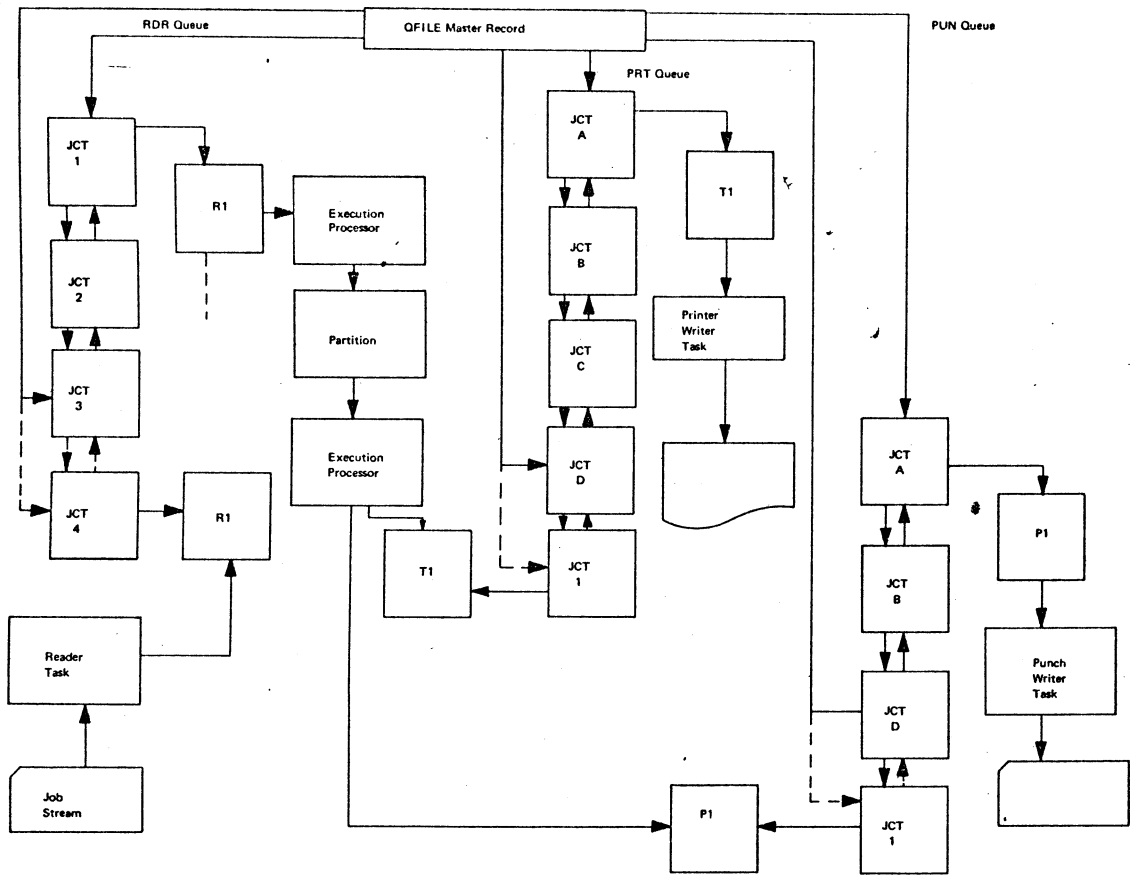 RDR Queue
QFILE Master Record
PUN Queue
PRT Queue
JCT
1
R1
Execution
Processor
JCT
A
T1
JCT
2
Partition
JCT
B
Printer
Writer
Task
JCT
3
JCT
C
Execution
Processor
JCT
4
R1
JCT
D
T1
JCT
1
JCT
A
P1
JCT
B
Reader
Task
Punch
Writer
Task
JCT
D
Job
Stream
P1
JCT
1